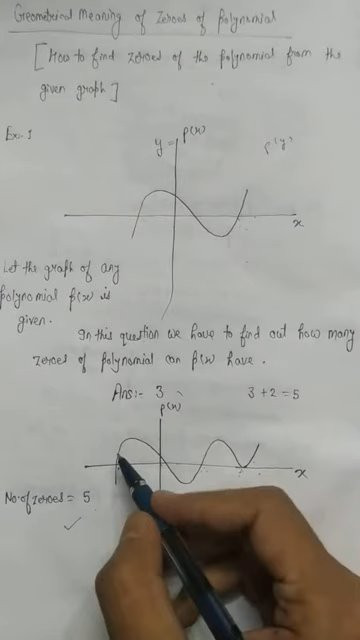 Geometrical Meaning of Zeroes of Polynomial
[How to find zeroes of the polynomial from the
given graph]
Ex:-1
y = p(x)
p(y)
x
Let the graph of any
polynomial p(x) is
given.
In this question we have to find out how many
zeroes of polynomial can p(x) have.
Ans:- 3
3+2=5
p(x)
x
No. of zeroes = 5